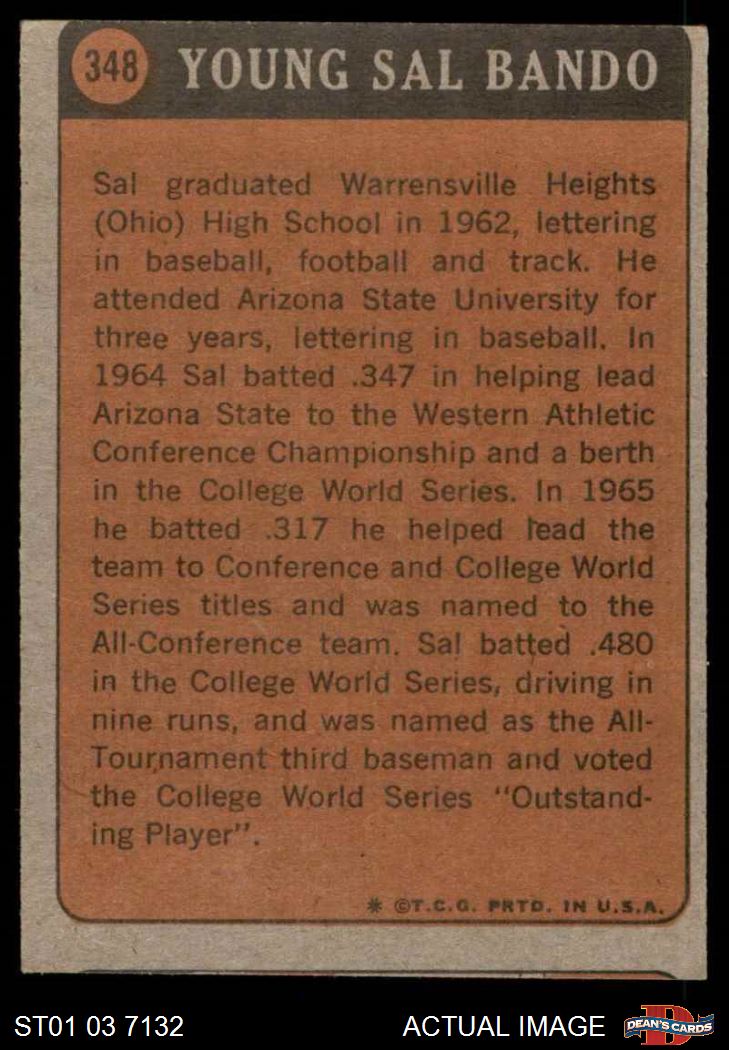 348 YOUNG SAL BANDO
Sal graduated Warrensville Heights
(Ohio) High School in 1962, lettering
in baseball, football and track. He
attended Arizona State University for
three years, lettering in baseball. In
1964 Sal batted .347 in helping lead
Arizona State to the Western Athletic
Conference Championship and a berth
in the College World Series. In 1965
he batted .317 he helped lead the
team to Conference and College World
Series titles and was named to the
All-Conference team. Sal batted .480
in the College World Series, driving in
nine runs, and was named as the All-
Tournament third baseman and voted
the College World Series "Outstand-
ing Player".
* ©T.C.G. PRTD. IN U.S.A.
ST01 03 7132 ACTUAL IMAGE DEAN'S CARDS